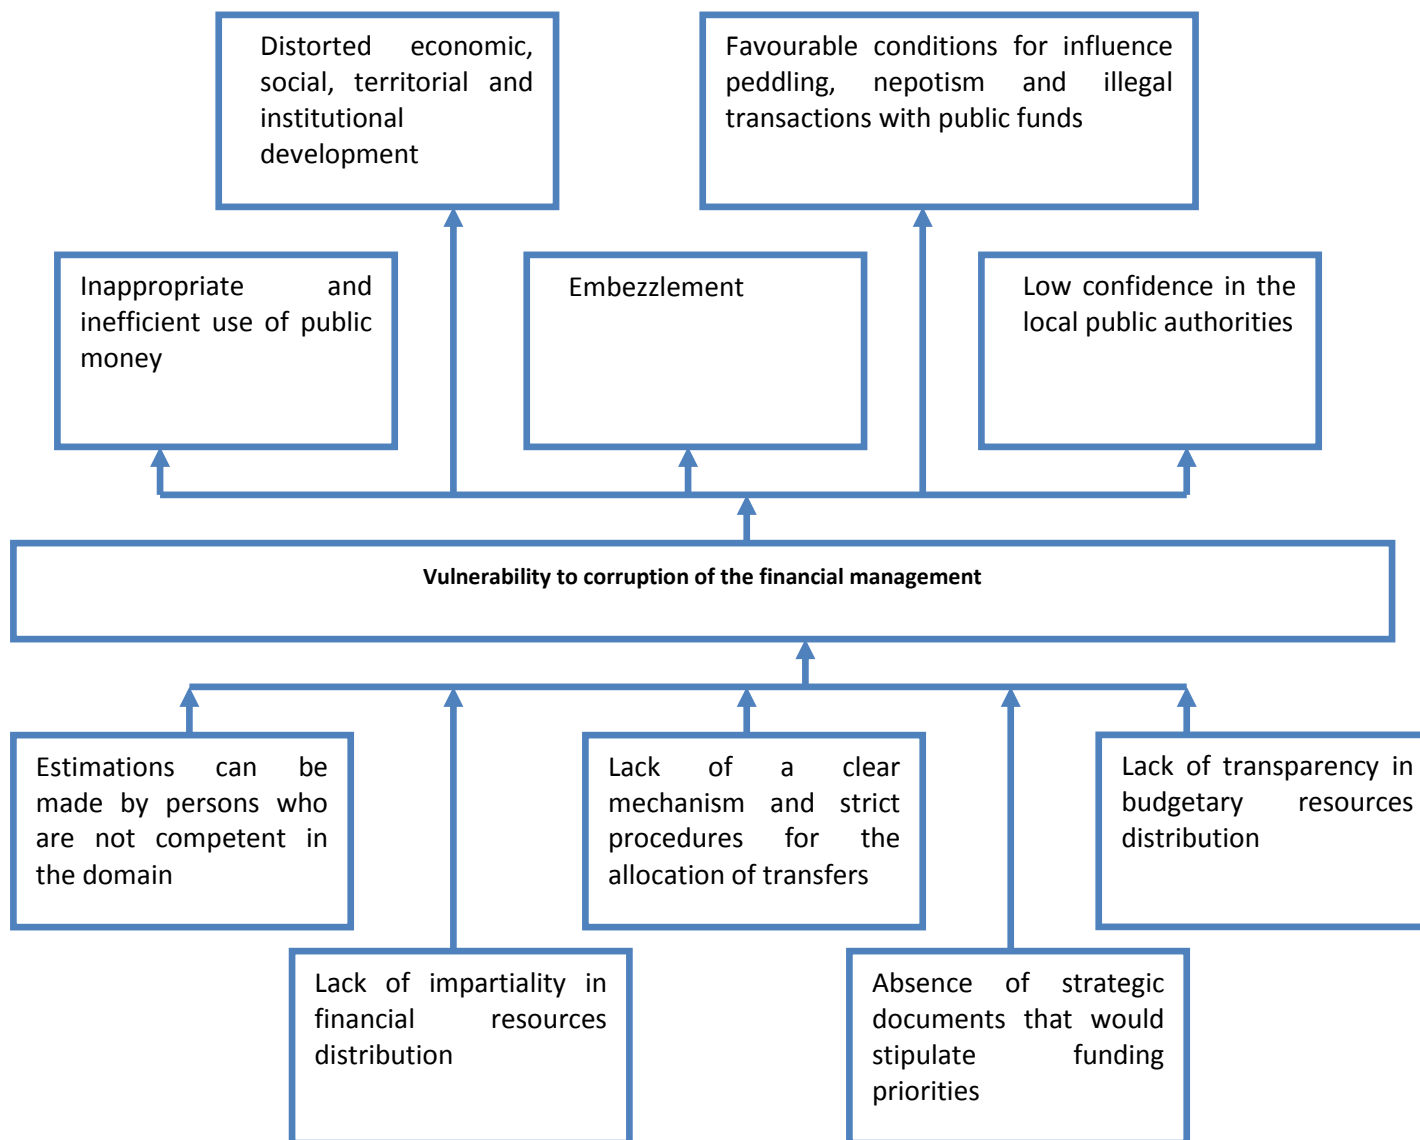 Distorted economic,
social, territorial and
institutional
development
Favourable conditions for influence
peddling, nepotism and illegal
transactions with public funds
Inappropriate and
inefficient use of public
money
Embezzlement
Low confidence in the
local public authorities
Vulnerability to corruption of the financial management
Estimations can be
made by persons who
are not competent in
the domain
Lack of a clear
mechanism and strict
procedures for the
allocation of transfers
Lack of transparency in
budgetary resources
distribution
Lack of impartiality in
financial resources
distribution
Absence of strategic
documents that would
stipulate funding
priorities